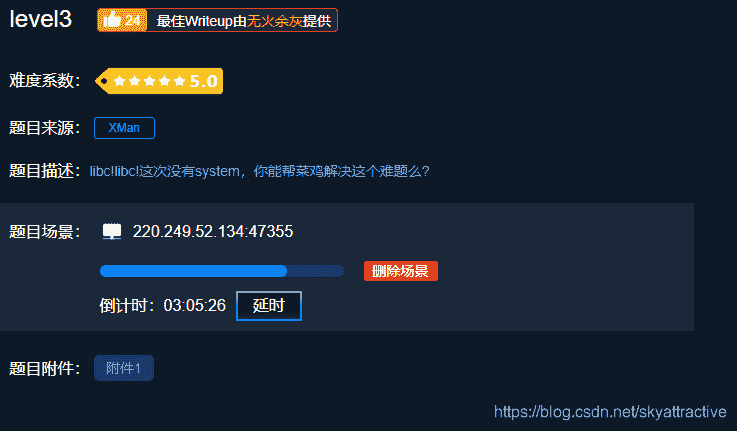 level3 24 最佳Writeup由无火余灰提供
难度系数： 5.0
题目来源： XMan
题目描述：libc!libc!这次没有system，你能帮菜鸡解决这个难题么?
题目场景： 220.249.52.134:47355
删除场景
倒计时：03:05:26 延时
题目附件： 附件1
https://blog.csdn.net/skyattractive